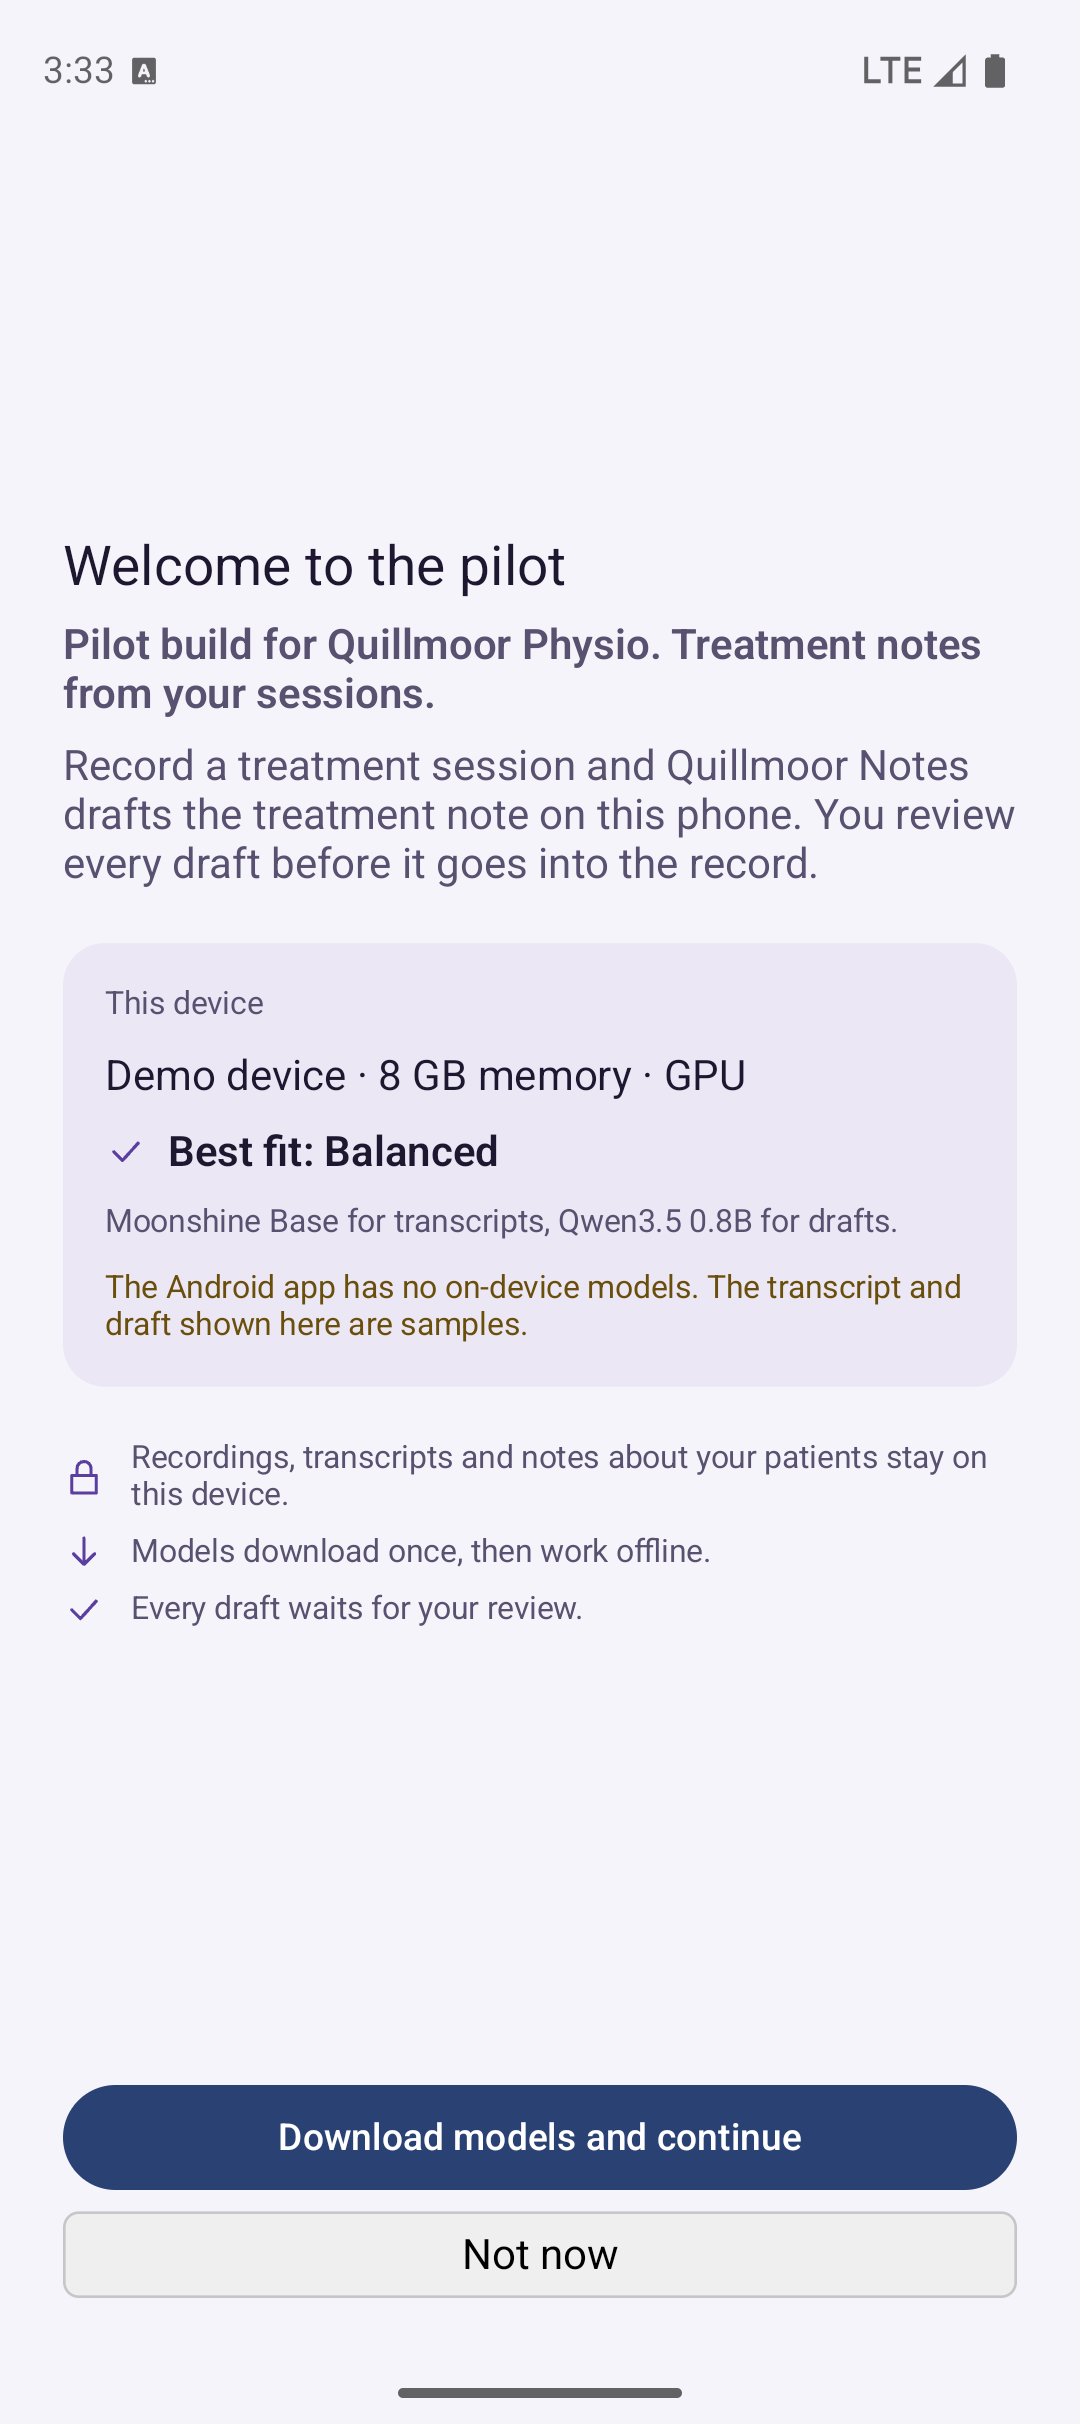 3:33
LTE
Welcome to the pilot
Pilot build for Quillmoor Physio. Treatment notes
from your sessions.
Record a treatment session and Quillmoor Notes
drafts the treatment note on this phone. You review
every draft before it goes into the record.
This device
Demo device · 8 GB memory · GPU
Best fit: Balanced
Moonshine Base for transcripts, Qwen3.5 0.8B for drafts.
The Android app has no on-device models. The transcript and
draft shown here are samples.
Recordings, transcripts and notes about your patients stay on
this device.
Models download once, then work offline.
Every draft waits for your review.
Download models and continue
Not now